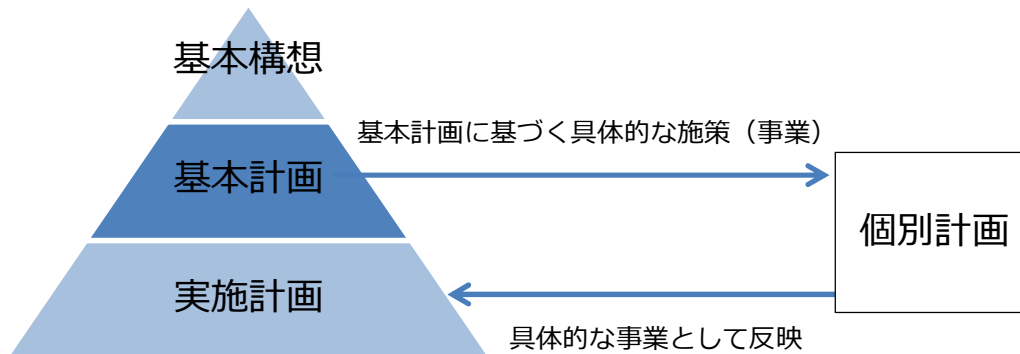 基本構想
基本計画に基づく具体的な施策（事業）
基本計画
個別計画
実施計画
具体的な事業として反映